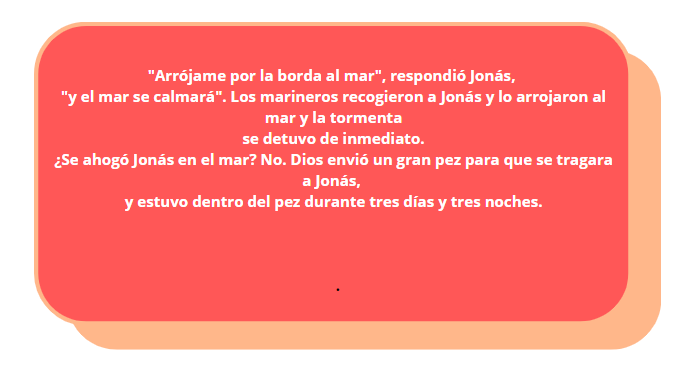 "Arrójame por la borda al mar", respondió Jonás,
"y el mar se calmará". Los marineros recogieron a Jonás y lo arrojaron al
mar y la tormenta
se detuvo de inmediato.
¿Se ahogó Jonás en el mar? No. Dios envió un gran pez para que se tragara
a Jonás,
y estuvo dentro del pez durante tres días y tres noches.
.